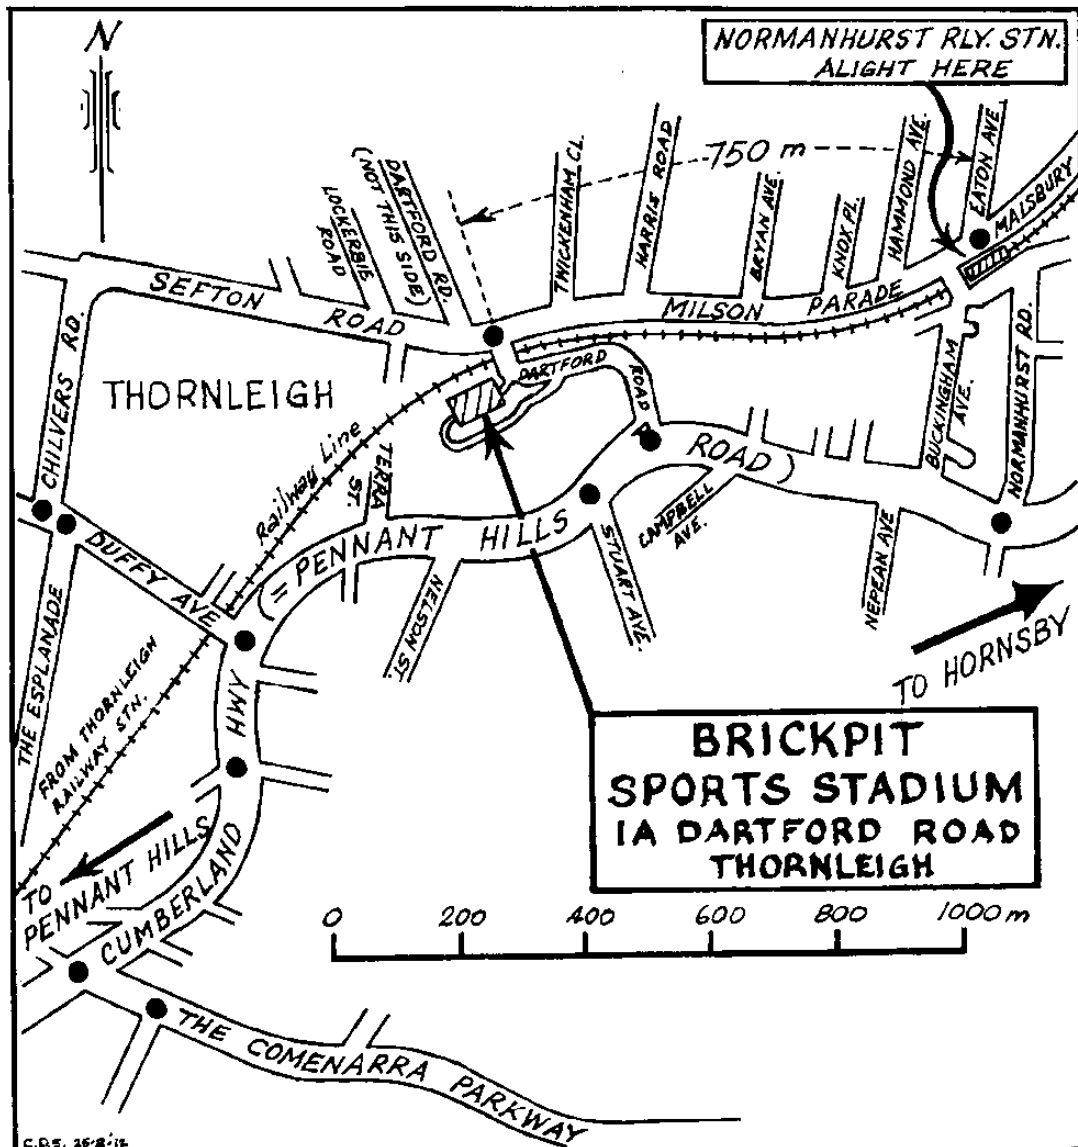 N
NORMANHURST RLY. STN.
ALIGHT HERE
750 m
LOCKERBIE
ROAD
DARTFORD RD.
(NOT THIS SIDE)
TWICKENHAM CL.
HARRIS ROAD
BRYAN AVE.
KNOX PL.
HAMMOND AVE.
EATON AVE.
MALSBURY
SEFTON ROAD
MILSON PARADE
CHILVERS RD.
THORNLEIGH
DARTFORD ROAD
BUCKINGHAM
AVE.
NORMANHURST RD.
Railway Line
TERRA
ST.
PENNANT HILLS ROAD
CAMPBELL
AVE.
STUART AVE.
NELSON ST.
NEPEAN AVE
DUFFY AVE
THE ESPLANADE
FROM THORNLEIGH
RAILWAY STN.
TO HORNSBY
CUMBERLAND HWY
TO
PENNANT HILLS
BRICKPIT
SPORTS STADIUM
1A DARTFORD ROAD
THORNLEIGH
0 200 400 600 800 1000 m
THE COMENARRA PARKWAY
C.D.S. 26-8-12